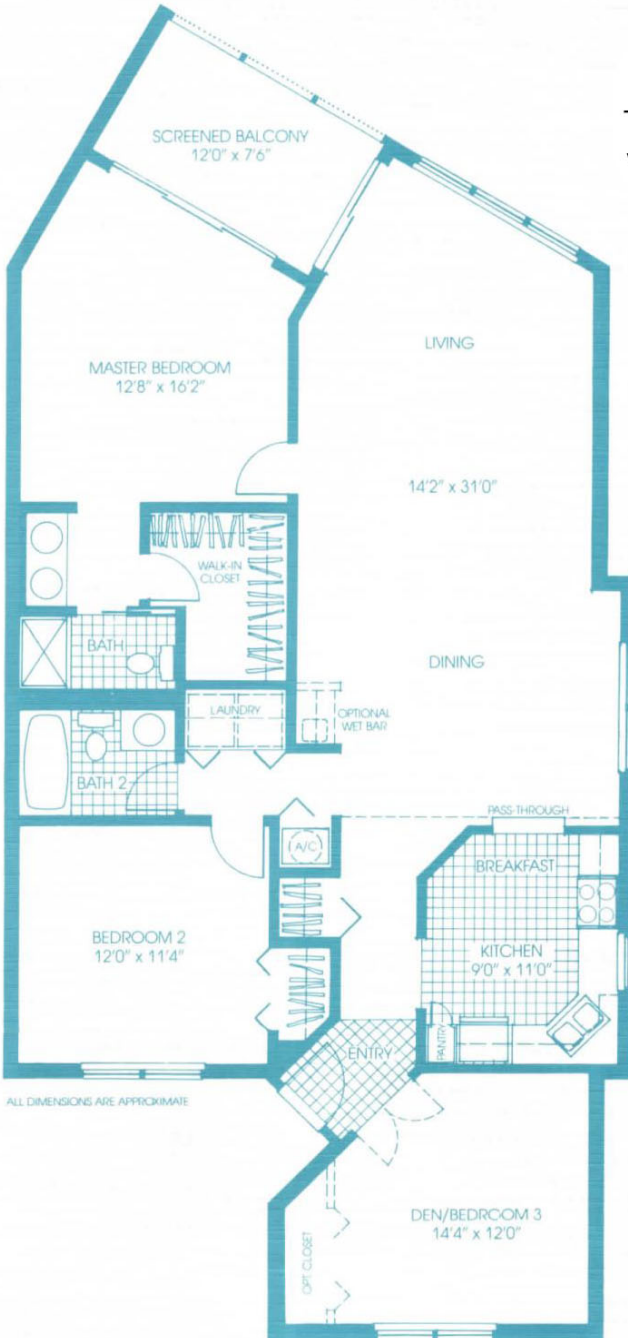 SCREENED BALCONY
12'0" x 7'6"
LIVING
MASTER BEDROOM
12'8" x 16'2"
14'2" x 31'0"
WALK-IN
CLOSET
BATH
DINING
LAUNDRY
OPTIONAL
WET BAR
BATH 2
PASS-THROUGH
A/C
BREAKFAST
BEDROOM 2
12'0" x 11'4"
KITCHEN
9'0" x 11'0"
PANTRY
ENTRY
ALL DIMENSIONS ARE APPROXIMATE
DEN/BEDROOM 3
14'4" x 12'0"
OPT. CLOSET